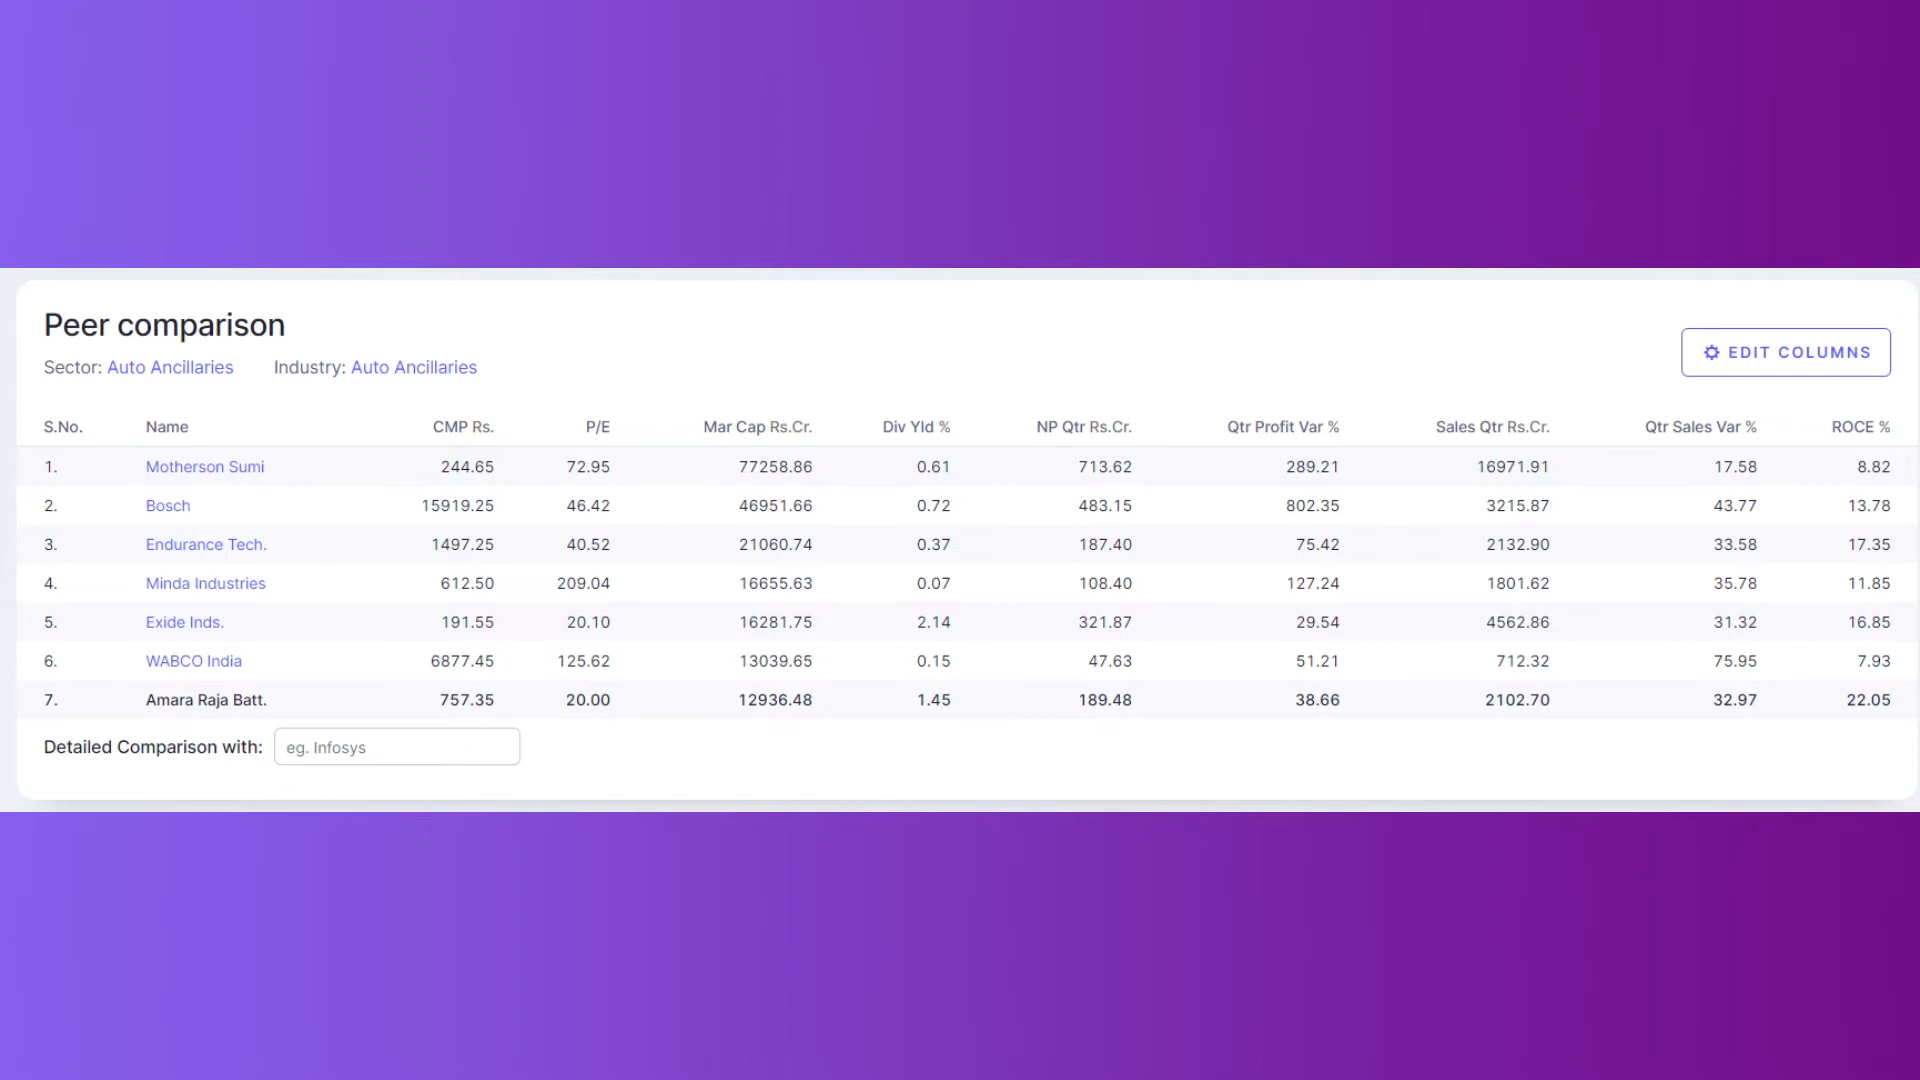 Peer comparison
EDIT COLUMNS
Sector: Auto Ancillaries Industry: Auto Ancillaries
S.No. Name CMP Rs. P/E Mar Cap Rs.Cr. Div Yld % NP Qtr Rs.Cr. Qtr Profit Var % Sales Qtr Rs.Cr. Qtr Sales Var % ROCE %
1. Motherson Sumi 244.65 72.95 77258.86 0.61 713.62 289.21 16971.91 17.58 8.82
2. Bosch 15919.25 46.42 46951.66 0.72 483.15 802.35 3215.87 43.77 13.78
3. Endurance Tech. 1497.25 40.52 21060.74 0.37 187.40 75.42 2132.90 33.58 17.35
4. Minda Industries 612.50 209.04 16655.63 0.07 108.40 127.24 1801.62 35.78 11.85
5. Exide Inds. 191.55 20.10 16281.75 2.14 321.87 29.54 4562.86 31.32 16.85
6. WABCO India 6877.45 125.62 13039.65 0.15 47.63 51.21 712.32 75.95 7.93
7. Amara Raja Batt. 757.35 20.00 12936.48 1.45 189.48 38.66 2102.70 32.97 22.05
Detailed Comparison with: eg. Infosys